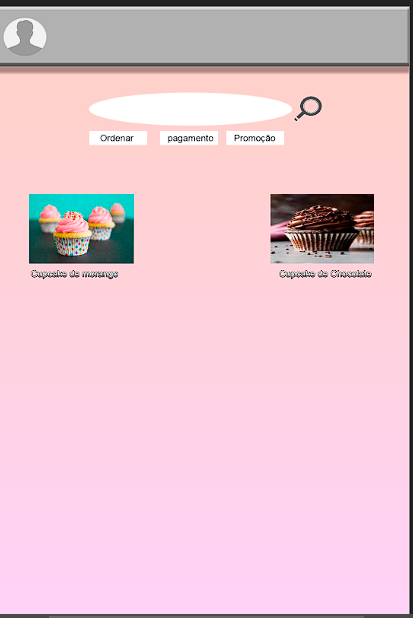 Ordenar pagamento Promoção
Cupcake de morango Cupcake de Chocolate